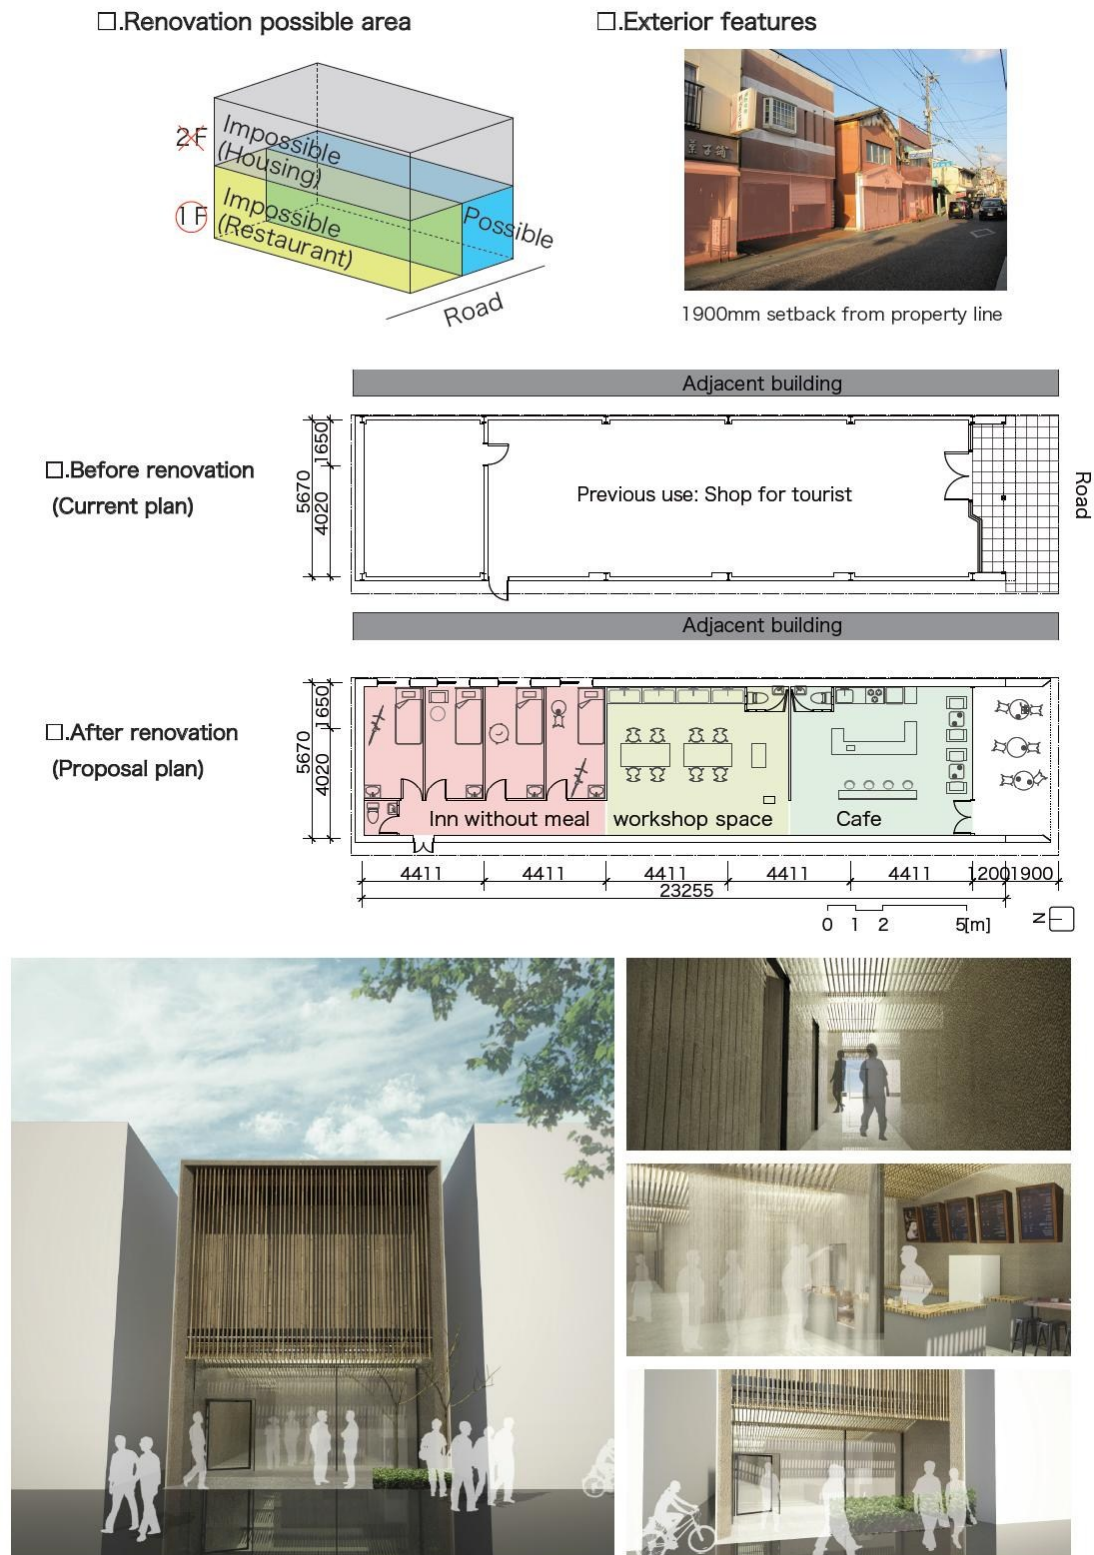 □.Renovation possible area
□.Exterior features
2F
Impossible
(Housing)
1F
Impossible
(Restaurant)
Possible
Road
1900mm setback from property line
Adjacent building
□.Before renovation
(Current plan)
5670
1650
4020
Previous use: Shop for tourist
Road
Adjacent building
□.After renovation
(Proposal plan)
5670
1650
4020
Inn without meal
workshop space
Cafe
4411
4411
4411
4411
4411
1200
1900
23255
0 1 2 5[m]
N